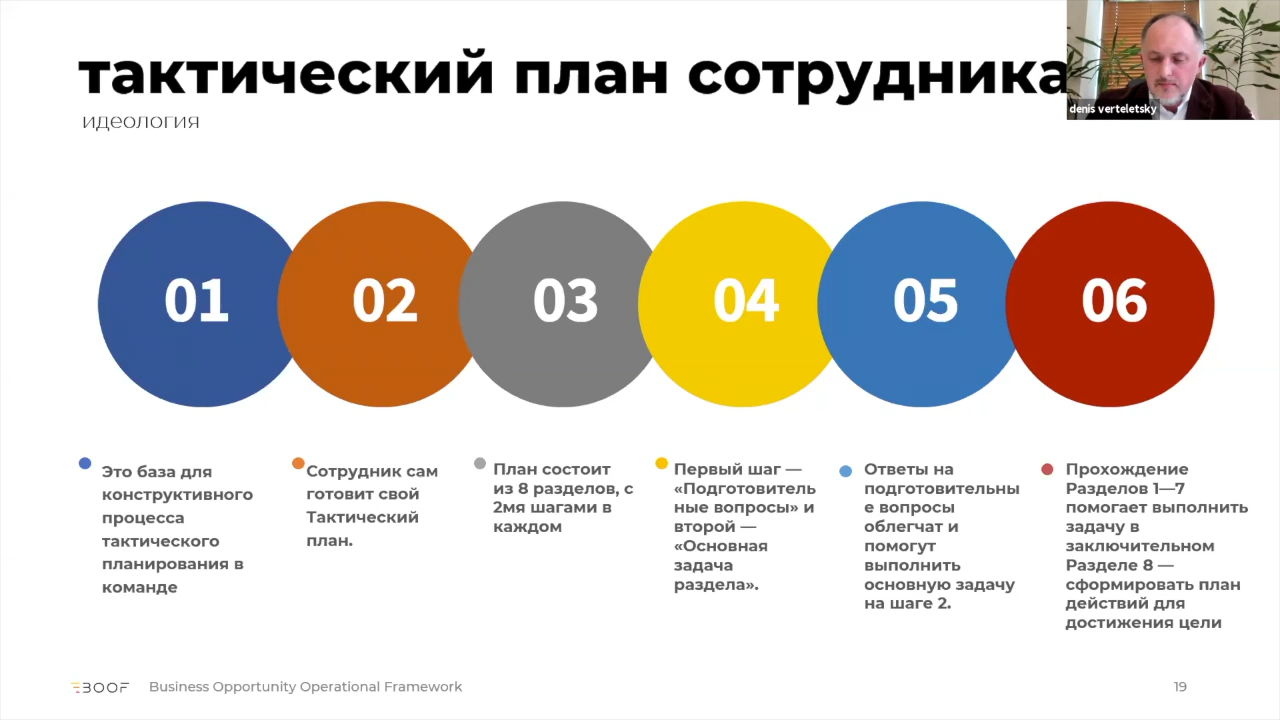 тактический план сотрудника
идеология
denis verteletsky
01
02
03
04
05
06
Это база для
конструктивного
процесса
тактического
планирования в
команде
Сотрудник сам
готовит свой
Тактический
план.
План состоит
из 8 разделов, с
2мя шагами в
каждом
Первый шаг —
«Подготовитель
ные вопросы» и
второй —
«Основная
задача
раздела».
Ответы на
подготовительны
е вопросы
облегчат и
помогут
выполнить
основную задачу
на шаге 2.
Прохождение
Разделов 1—7
помогает выполнить
задачу в
заключительном
Разделе 8 —
сформировать план
действий для
достижения цели
BOOF
Business Opportunity Operational Framework
19